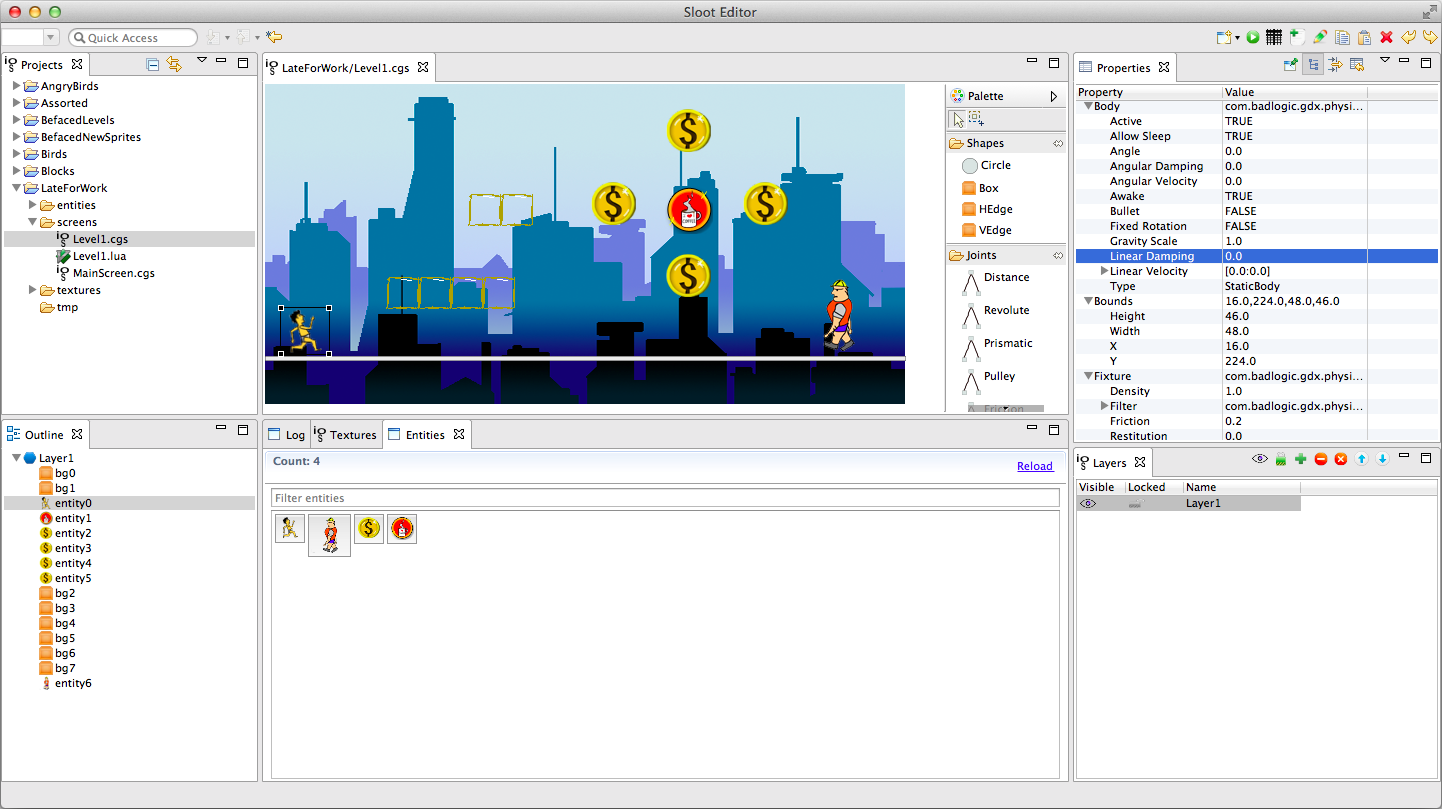 Sloot Editor
Quick Access
Projects
AngryBirds
Assorted
BefacedLevels
BefacedNewSprites
Birds
Blocks
LateForWork
entities
screens
Level1.cgs
Level1.lua
MainScreen.cgs
textures
tmp
LateForWork/Level1.cgs
$
$
$
$
COFFEE
Palette
Shapes
Circle
Box
HEdge
VEdge
Joints
Distance
Revolute
Prismatic
Pulley
Friction
Properties
Property Value
Body com.badlogic.gdx.physi...
Active TRUE
Allow Sleep TRUE
Angle 0.0
Angular Damping 0.0
Angular Velocity 0.0
Awake TRUE
Bullet FALSE
Fixed Rotation FALSE
Gravity Scale 1.0
Linear Damping 0.0
Linear Velocity [0.0:0.0]
Type StaticBody
Bounds 16.0,224.0,48.0,46.0
Height 46.0
Width 48.0
X 16.0
Y 224.0
Fixture com.badlogic.gdx.physi...
Density 1.0
Filter com.badlogic.gdx.physi...
Friction 0.2
Restitution 0.0
Outline
Layer1
bg0
bg1
entity0
entity1
entity2
entity3
entity4
entity5
bg2
bg3
bg4
bg5
bg6
bg7
entity6
Log Textures Entities
Count: 4
Reload
Filter entities
$
Layers
Visible Locked Name
Layer1